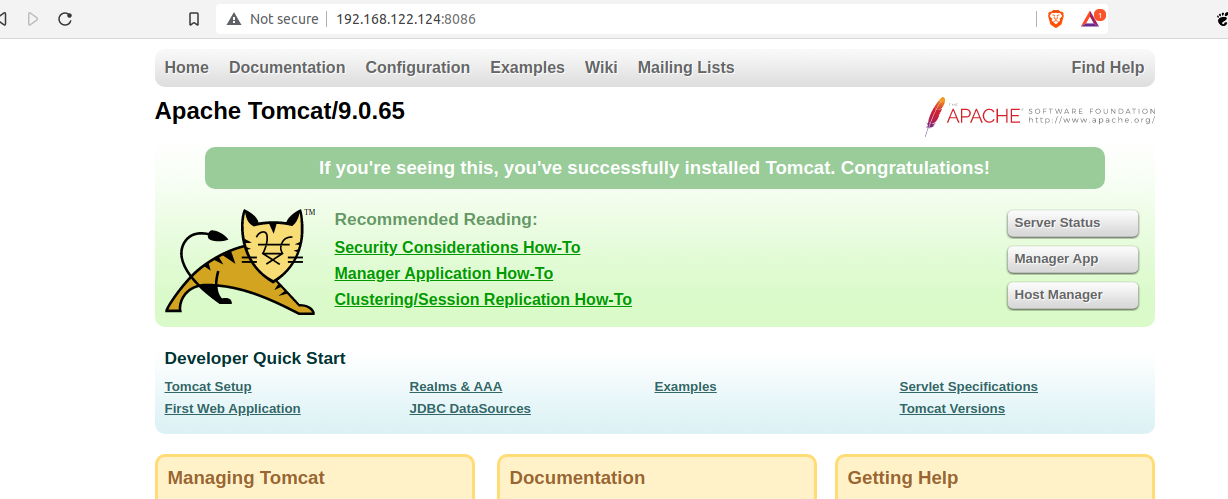 Not secure 192.168.122.124:8086
1
Home Documentation Configuration Examples Wiki Mailing Lists Find Help
Apache Tomcat/9.0.65
THE APACHE SOFTWARE FOUNDATION
http://www.apache.org/
If you're seeing this, you've successfully installed Tomcat. Congratulations!
TM
Recommended Reading:
Security Considerations How-To
Manager Application How-To
Clustering/Session Replication How-To
Server Status
Manager App
Host Manager
Developer Quick Start
Tomcat Setup
First Web Application
Realms & AAA
JDBC DataSources
Examples
Servlet Specifications
Tomcat Versions
Managing Tomcat
Documentation
Getting Help